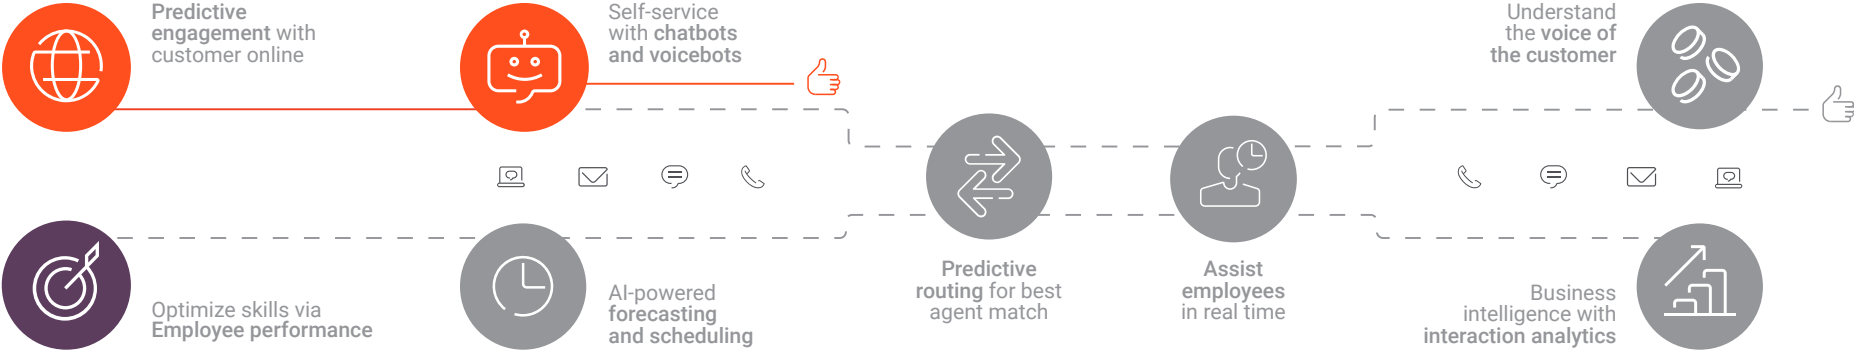 Predictive
engagement with
customer online
Self-service
with chatbots
and voicebots
Understand
the voice of
the customer
Optimize skills via
Employee performance
AI-powered
forecasting
and scheduling
Predictive
routing for best
agent match
Assist
employees
in real time
Business
intelligence with
interaction analytics